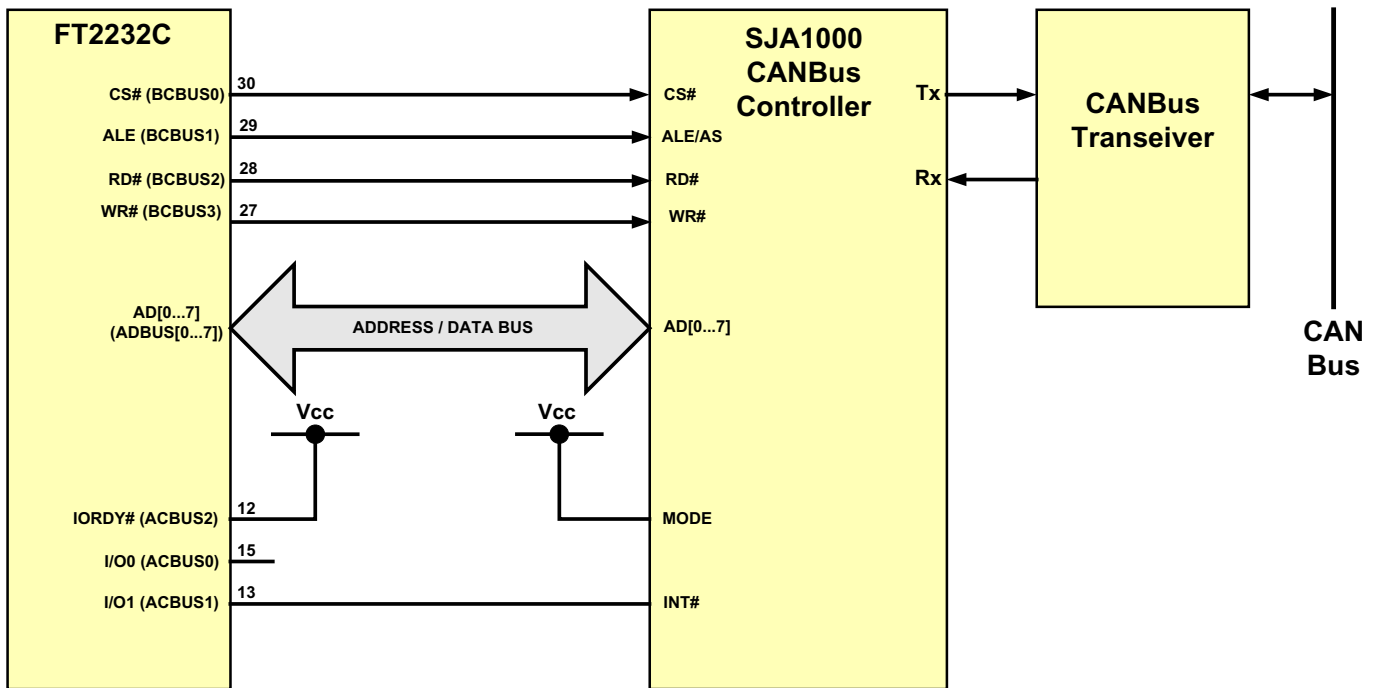 FT2232C
CS# (BCBUS0)
30
ALE (BCBUS1)
29
RD# (BCBUS2)
28
WR# (BCBUS3)
27
AD[0...7]
(ADBUS[0...7])
ADDRESS / DATA BUS
Vcc
Vcc
IORDY# (ACBUS2)
12
I/O0 (ACBUS0)
15
I/O1 (ACBUS1)
13
SJA1000
CANBus
Controller
CS#
ALE/AS
RD#
WR#
AD[0...7]
MODE
INT#
Tx
Rx
CANBus
Transeiver
CAN
Bus